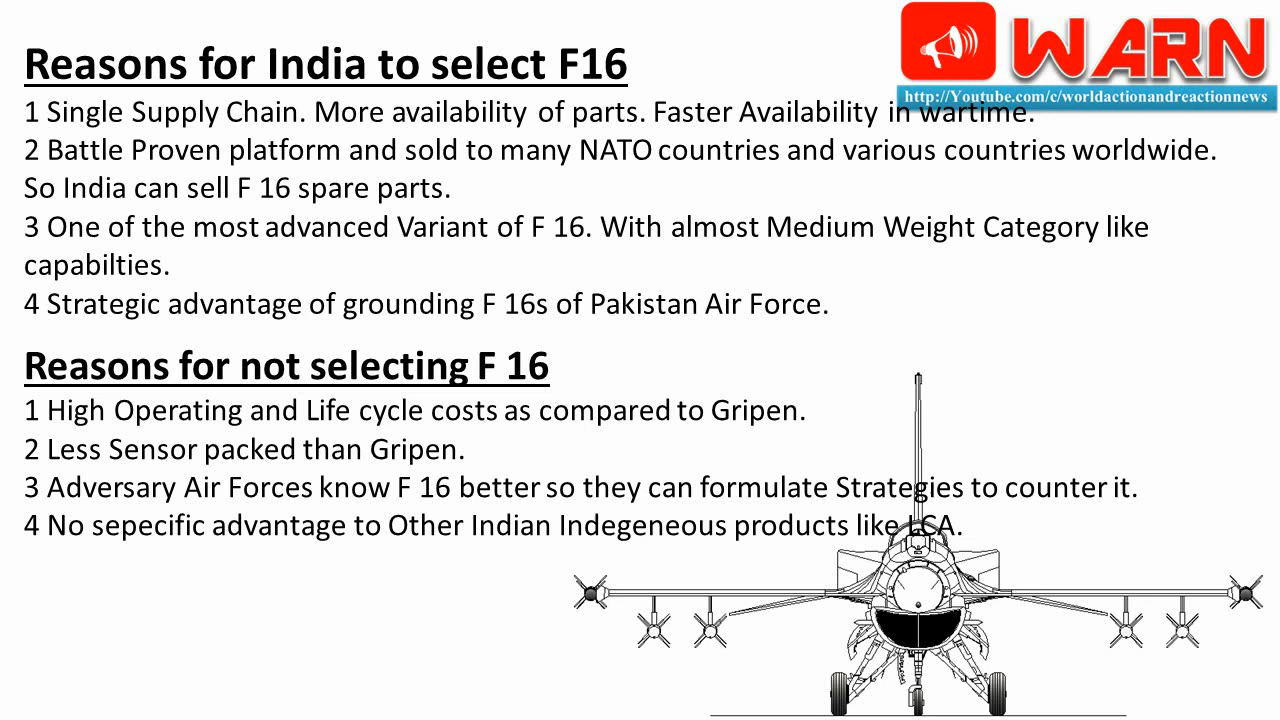 WARN
http://Youtube.com/c/worldactionandreactionnews
Reasons for India to select F16
1 Single Supply Chain. More availability of parts. Faster Availability in wartime.
2 Battle Proven platform and sold to many NATO countries and various countries worldwide.
So India can sell F 16 spare parts.
3 One of the most advanced Variant of F 16. With almost Medium Weight Category like
capabilties.
4 Strategic advantage of grounding F 16s of Pakistan Air Force.
Reasons for not selecting F 16
1 High Operating and Life cycle costs as compared to Gripen.
2 Less Sensor packed than Gripen.
3 Adversary Air Forces know F 16 better so they can formulate Strategies to counter it.
4 No sepecific advantage to Other Indian Indegeneous products like LCA.